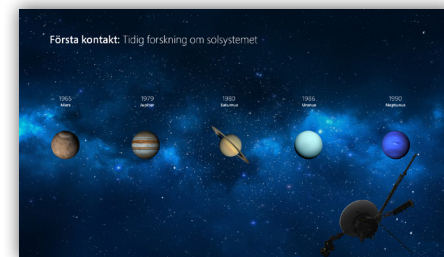 Första kontakt: Tidig forskning om solsystemet
1965
Mars
1979
Jupiter
1980
Saturnus
1986
Uranus
1990
Neptunus